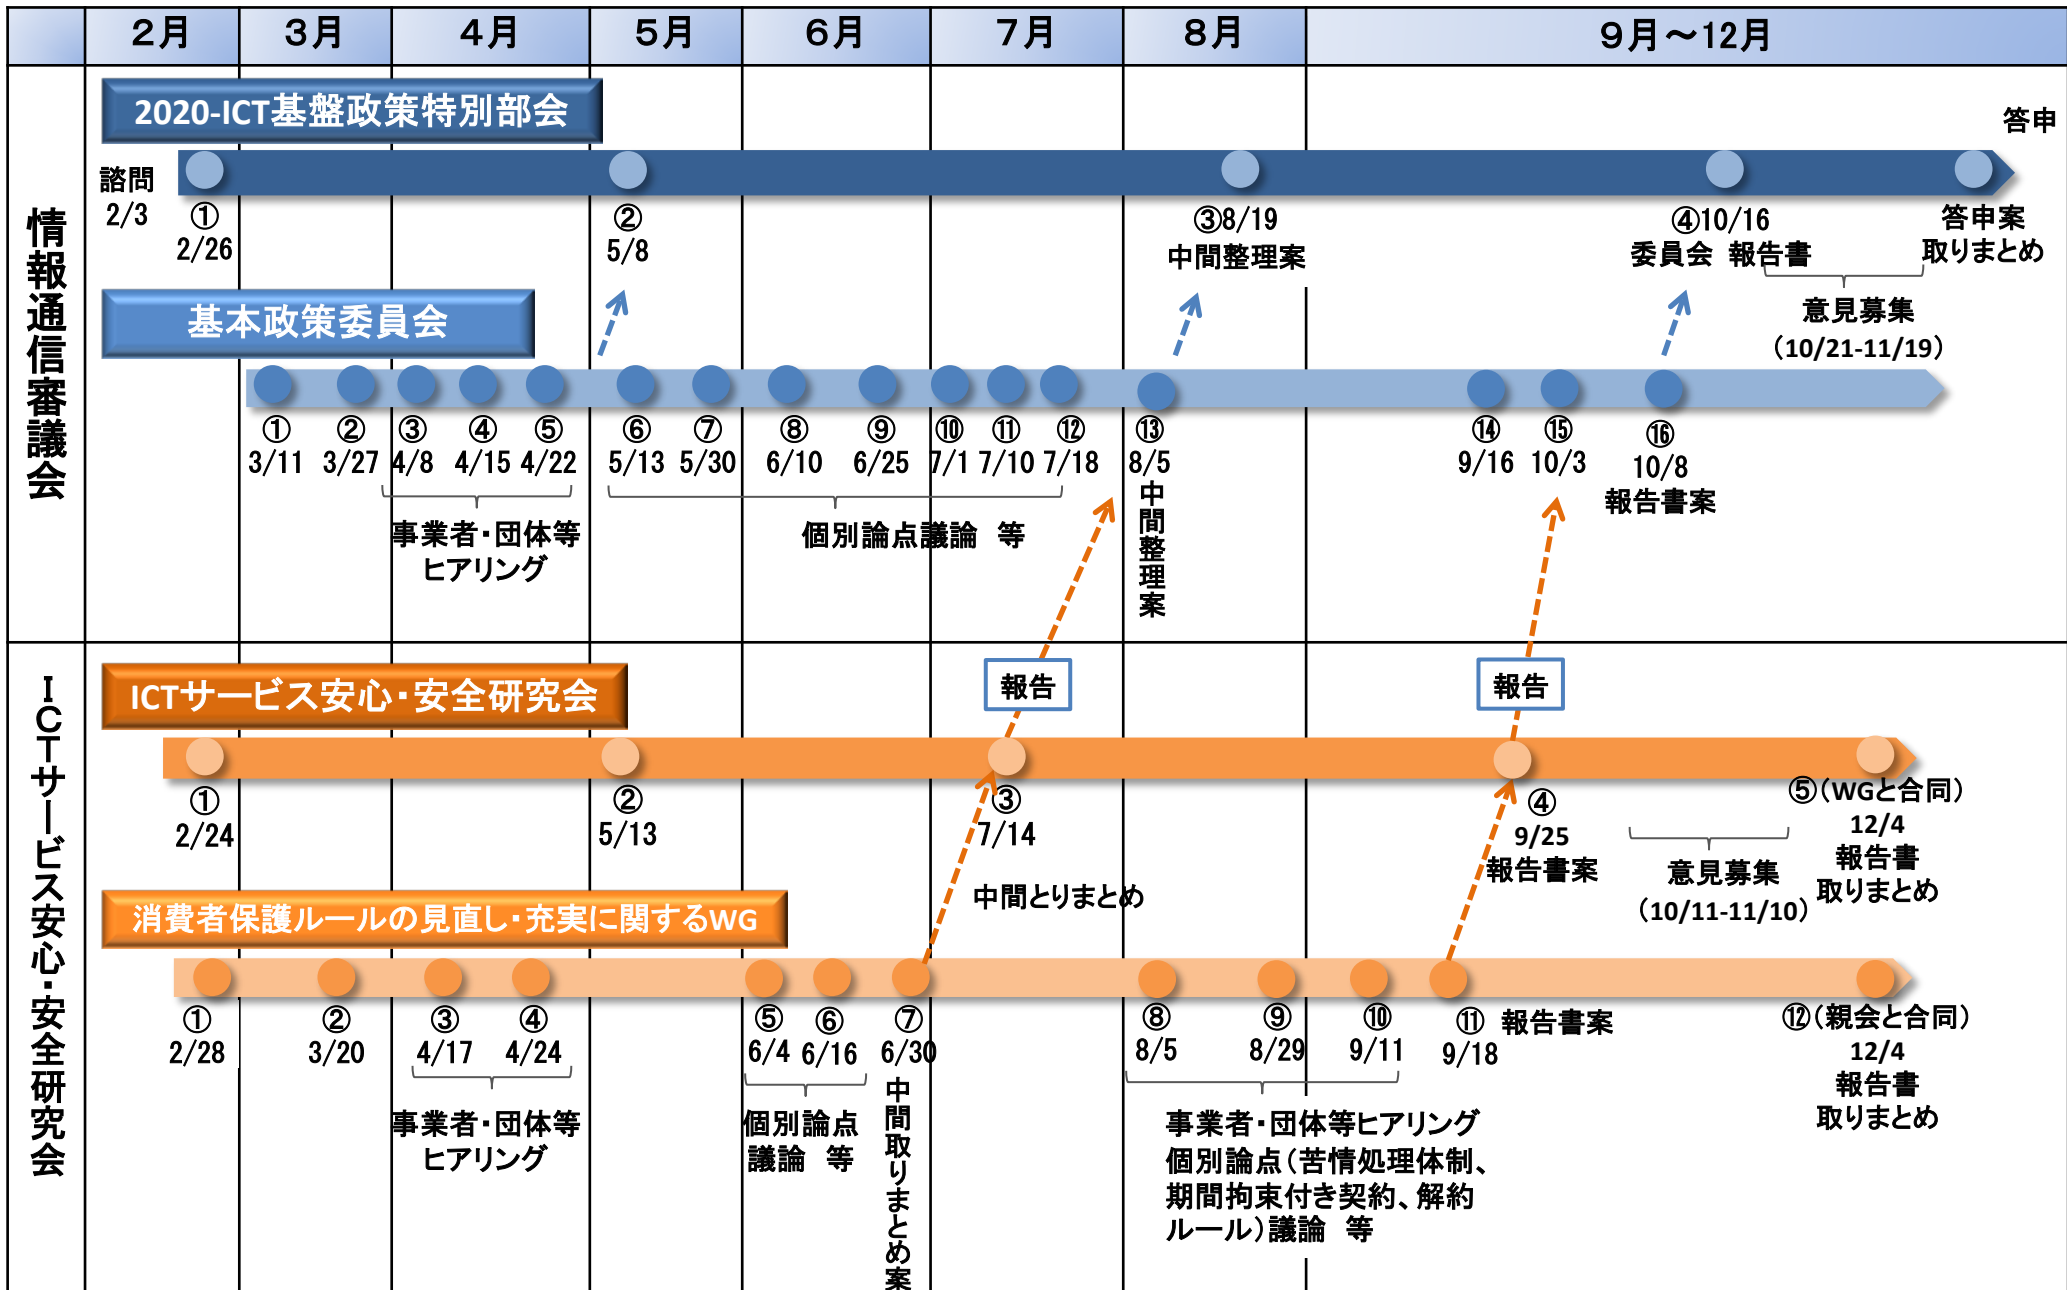 2月
3月
4月
5月
6月
7月
8月
9月～12月
情報通信審議会
2020-ICT基盤政策特別部会
答申
諮問
2/3
①
2/26
②
5/8
③8/19
中間整理案
④10/16
委員会 報告書
答申案
取りまとめ
意見募集
（10/21-11/19）
基本政策委員会
①
3/11
②
3/27
③
4/8
④
4/15
⑤
4/22
⑥
5/13
⑦
5/30
⑧
6/10
⑨
6/25
⑩
7/1
⑪
7/10
⑫
7/18
⑬
8/5
中間整理案
⑭
9/16
⑮
10/3
⑯
10/8
報告書案
事業者・団体等
ヒアリング
個別論点議論 等
ICTサービス安心・安全研究会
ICTサービス安心・安全研究会
報告
報告
①
2/24
②
5/13
③
7/14
中間とりまとめ
④
9/25
報告書案
意見募集
（10/11-11/10）
⑤（WGと合同）
12/4
報告書
取りまとめ
消費者保護ルールの見直し・充実に関するWG
①
2/28
②
3/20
③
4/17
④
4/24
⑤
6/4
⑥
6/16
⑦
6/30
中間取りまとめ案
⑧
8/5
⑨
8/29
⑩
9/11
⑪
9/18
報告書案
⑫（親会と合同）
12/4
報告書
取りまとめ
事業者・団体等
ヒアリング
個別論点
議論 等
事業者・団体等ヒアリング
個別論点（苦情処理体制、
期間拘束付き契約、解約
ルール）議論 等